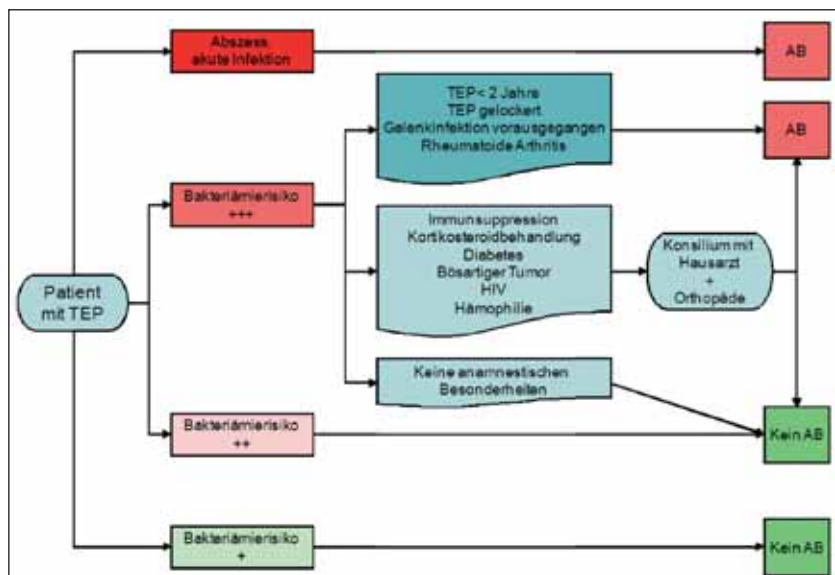 Abszess,
akute Infektion
AB
TEP< 2 Jahre
TEP gelockert
Gelenkinfektion vorausgegangen
Rheumatoide Arthritis
AB
Bakteriämierisiko
+++
Immunsuppression
Kortikosteroidbehandlung
Diabetes
Bösartiger Tumor
HIV
Hämophilie
Konsilium mit
Hausarzt
+
Orthopäde
Patient
mit TEP
Keine anamnestischen
Besonderheiten
Bakteriämierisiko
++
Kein AB
Bakteriämierisiko
+
Kein AB